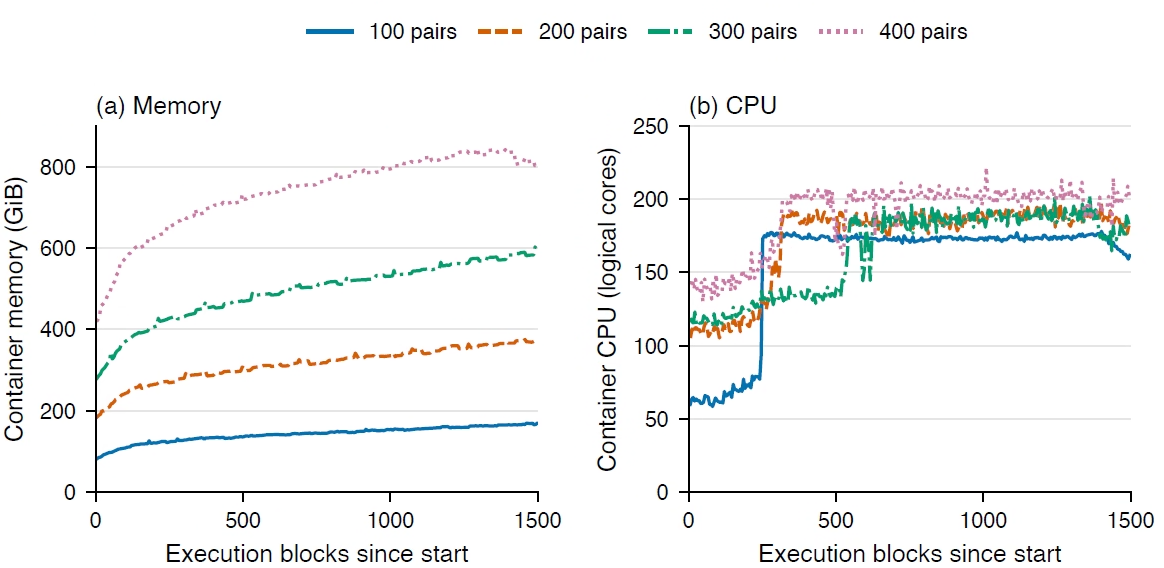 100 pairs 200 pairs 300 pairs 400 pairs
(a) Memory
Container memory (GiB)
800
600
400
200
0
0 500 1000 1500
Execution blocks since start
(b) CPU
Container CPU (logical cores)
250
200
150
100
50
0
0 500 1000 1500
Execution blocks since start